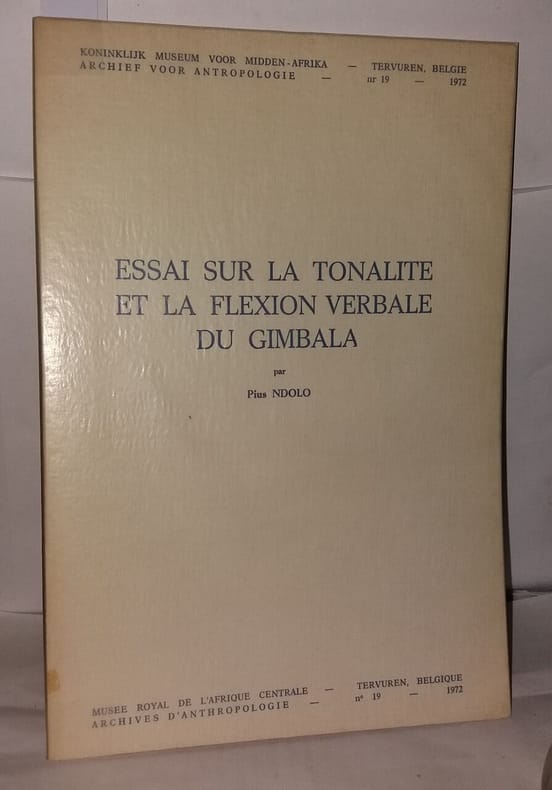 KONINKLIJK MUSEUM VOOR MIDDEN-AFRIKA — TERVUREN, BELGIE
ARCHIEF VOOR ANTROPOLOGIE — nr 19 — 1972
ESSAI SUR LA TONALITE
ET LA FLEXION VERBALE
DU GIMBALA
par
Pius NDOLO
MUSEE ROYAL DE L'AFRIQUE CENTRALE — TERVUREN, BELGIQUE
ARCHIVES D'ANTHROPOLOGIE — n° 19 — 1972